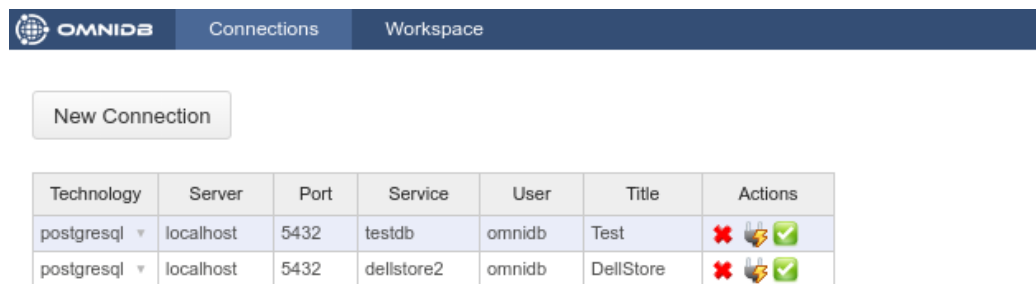 OMNIDB Connections Workspace
New Connection
Technology Server Port Service User Title Actions
postgresql localhost 5432 testdb omnidb Test
postgresql localhost 5432 dellstore2 omnidb DellStore